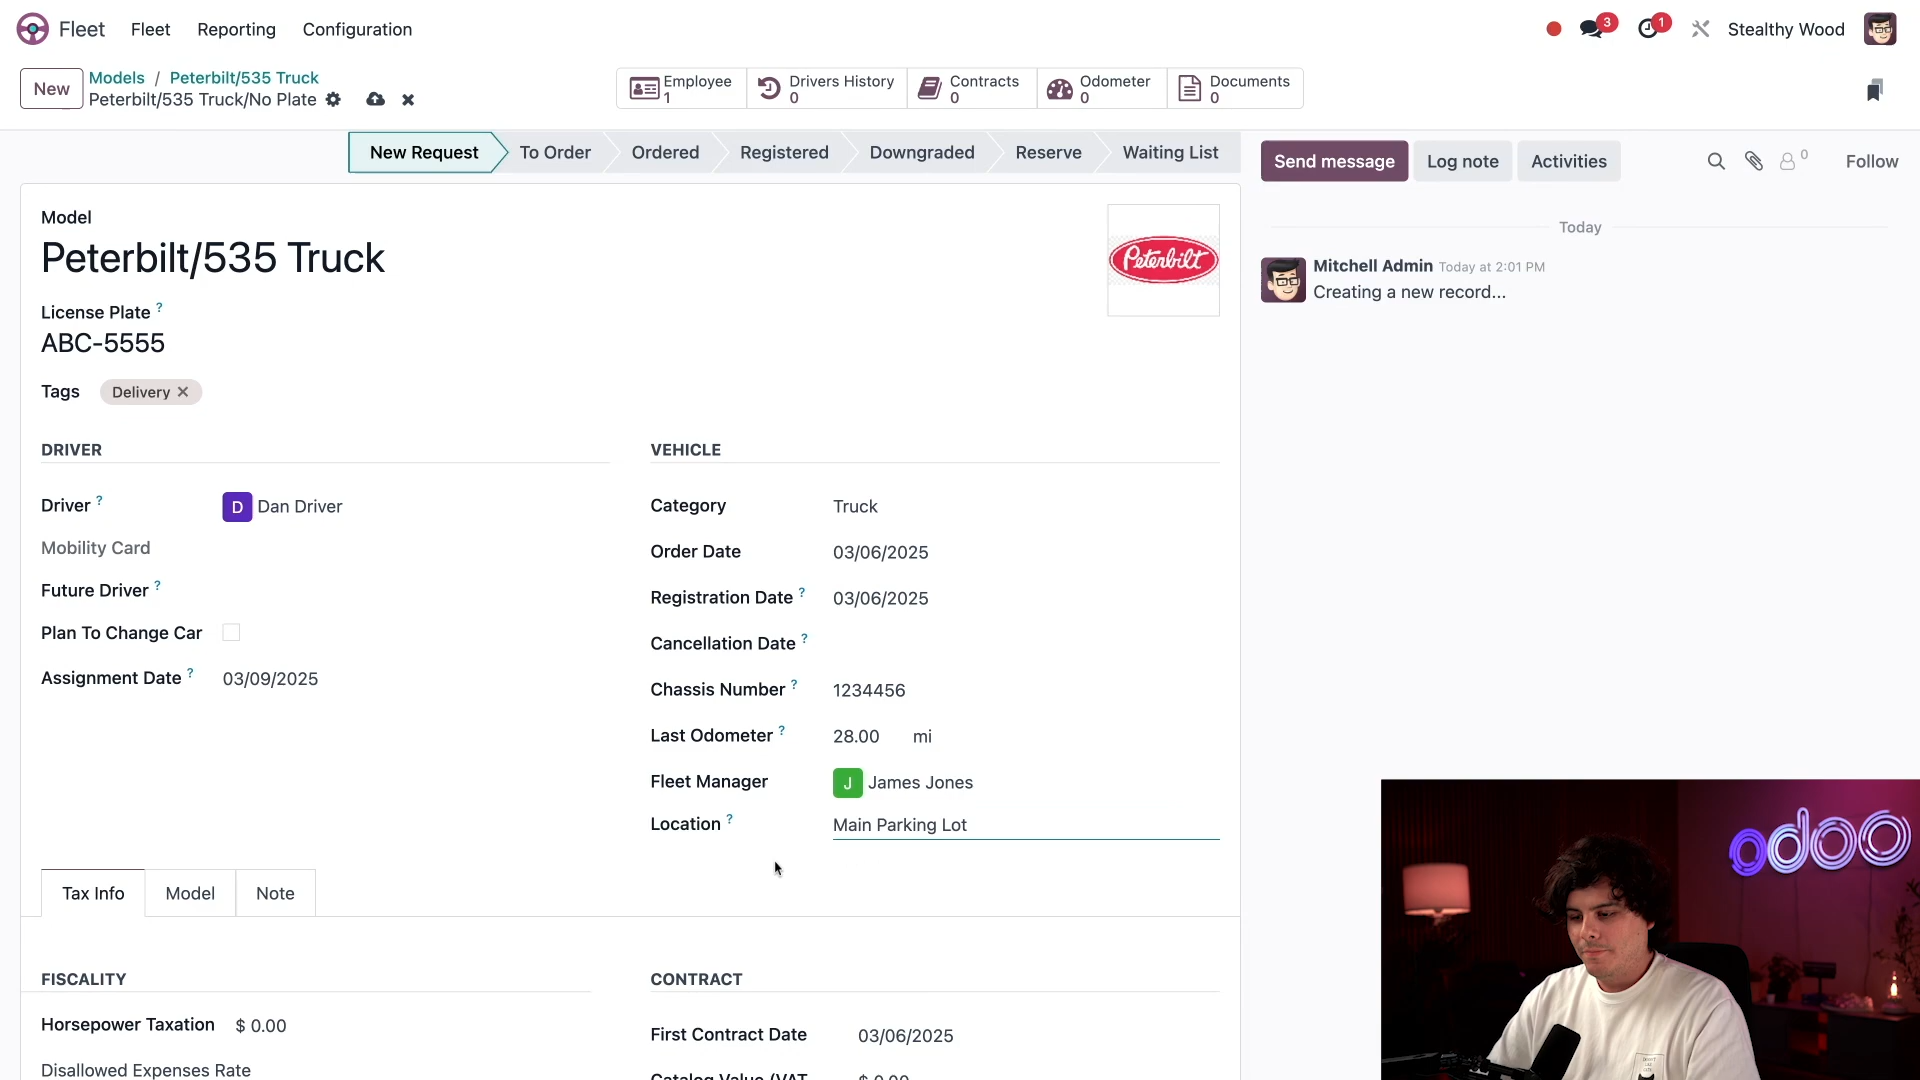 Fleet
Fleet
Reporting
Configuration
3
1
Stealthy Wood
New
Models / Peterbilt/535 Truck
Peterbilt/535 Truck/No Plate
Employee
1
Drivers History
0
Contracts
0
Odometer
0
Documents
0
New Request
To Order
Ordered
Registered
Downgraded
Reserve
Waiting List
Send message
Log note
Activities
0
Follow
Model
Peterbilt/535 Truck
Peterbilt
License Plate ?
ABC-5555
Tags Delivery
Today
Mitchell Admin Today at 2:01 PM
Creating a new record...
DRIVER
Driver ? D Dan Driver
Mobility Card
Future Driver ?
Plan To Change Car
Assignment Date ? 03/09/2025
VEHICLE
Category Truck
Order Date 03/06/2025
Registration Date ? 03/06/2025
Cancellation Date ?
Chassis Number ? 1234456
Last Odometer ? 28.00 mi
Fleet Manager J James Jones
Location ? Main Parking Lot
Tax Info
Model
Note
FISCALITY
Horsepower Taxation $ 0.00
Disallowed Expenses Rate
CONTRACT
First Contract Date 03/06/2025
Catalog Value (VAT $ 0.00
odoo